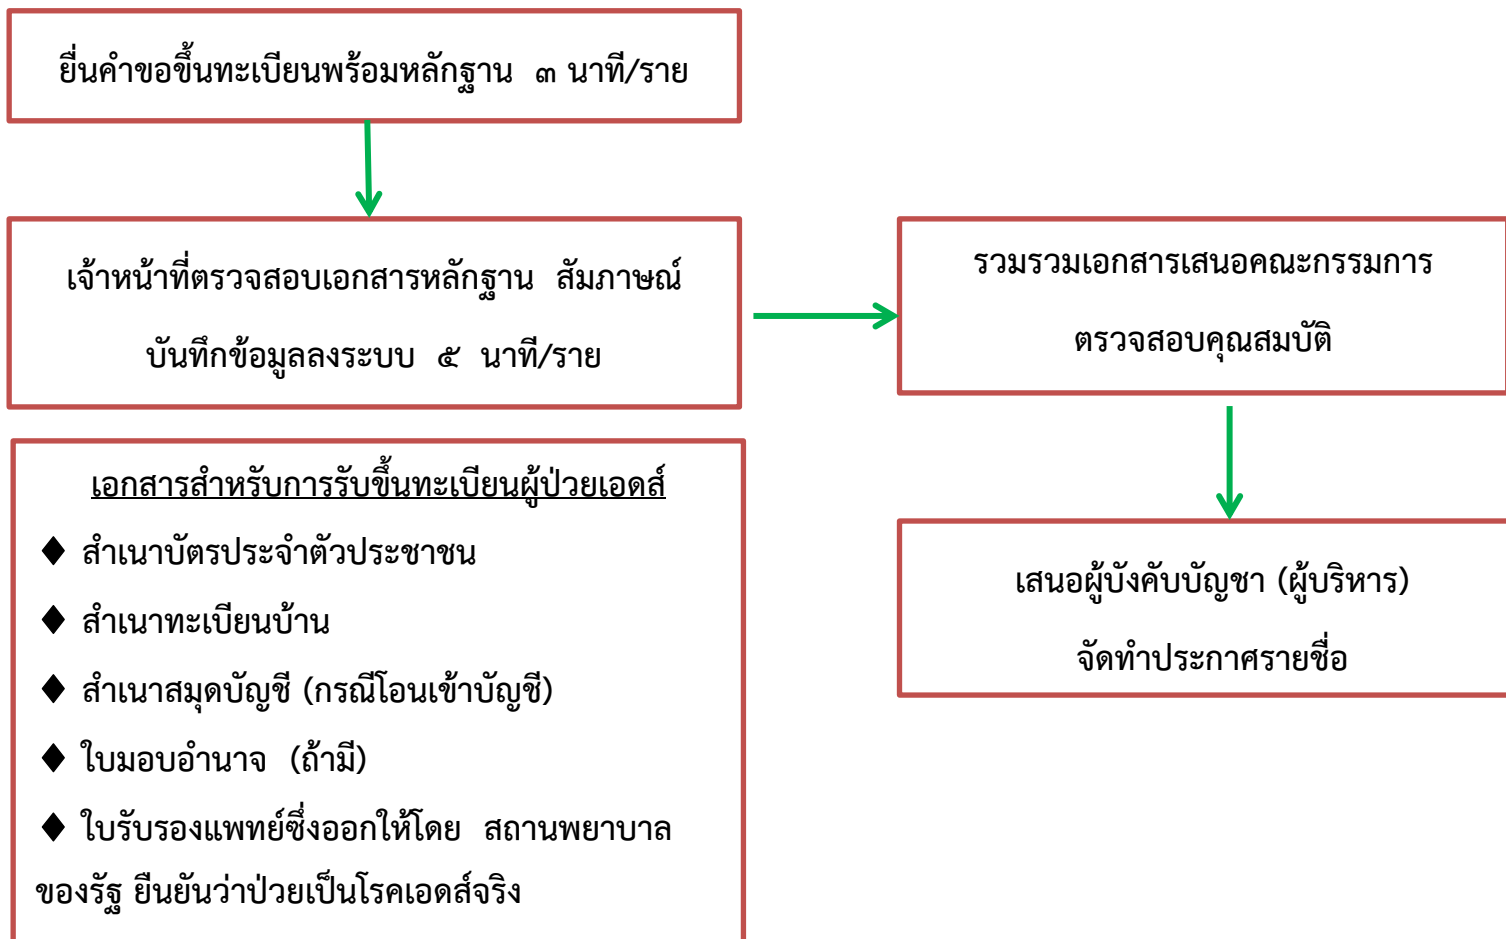 ยื่นคำขอขึ้นทะเบียนพร้อมหลักฐาน ๓ นาที/ราย
เจ้าหน้าที่ตรวจสอบเอกสารหลักฐาน สัมภาษณ์
บันทึกข้อมูลลงระบบ ๕ นาที/ราย
รวมรวมเอกสารเสนอคณะกรรมการ
ตรวจสอบคุณสมบัติ
เสนอผู้บังคับบัญชา (ผู้บริหาร)
จัดทำประกาศรายชื่อ
เอกสารสำหรับการรับขึ้นทะเบียนผู้ป่วยเอดส์
♦ สำเนาบัตรประจำตัวประชาชน
♦ สำเนาทะเบียนบ้าน
♦ สำเนาสมุดบัญชี (กรณีโอนเข้าบัญชี)
♦ ใบมอบอำนาจ (ถ้ามี)
♦ ใบรับรองแพทย์ซึ่งออกให้โดย สถานพยาบาล
ของรัฐ ยืนยันว่าป่วยเป็นโรคเอดส์จริง